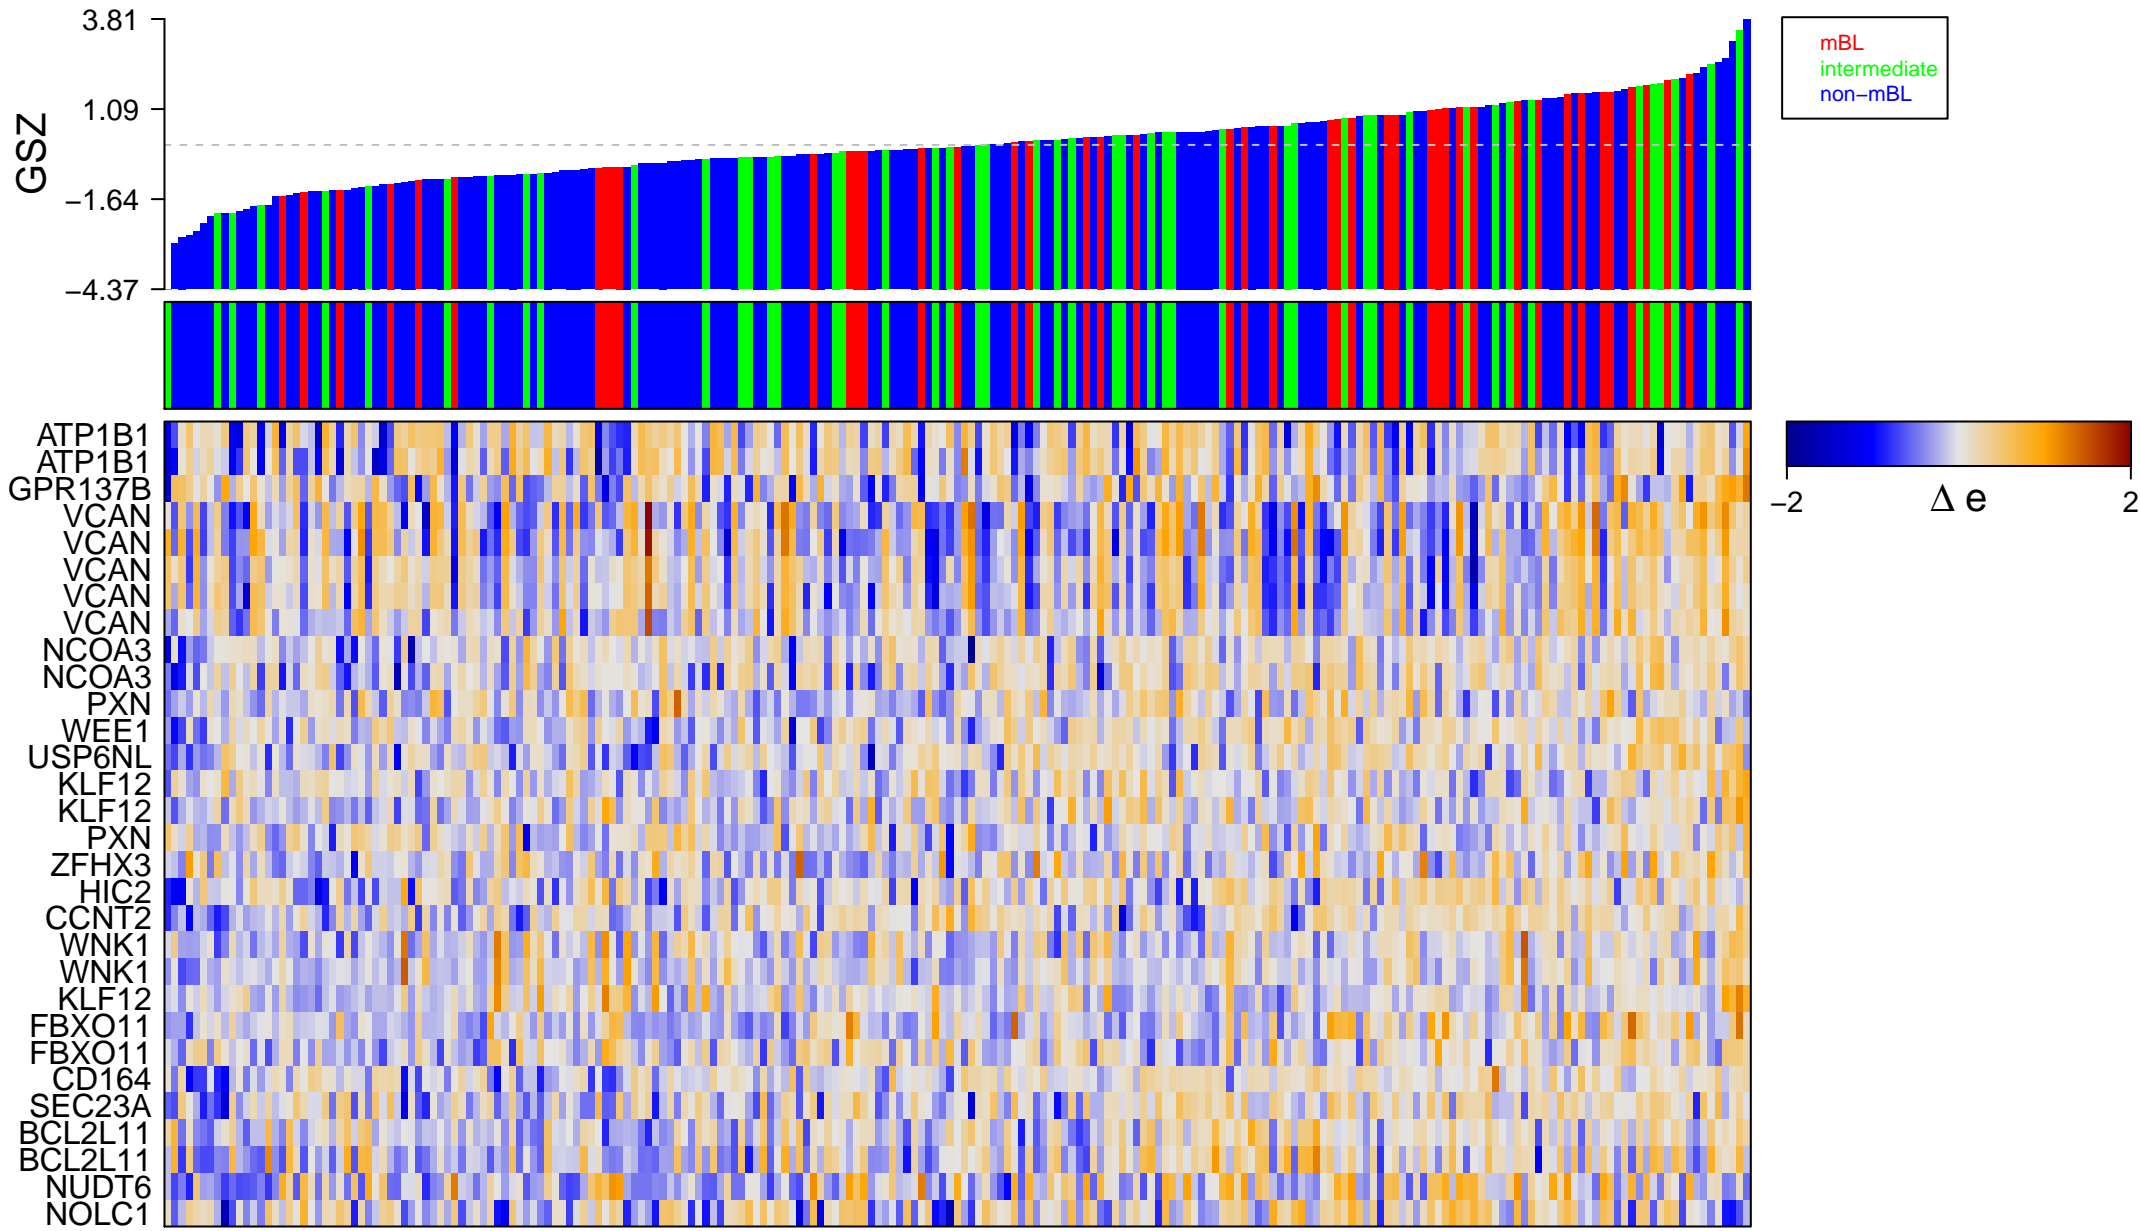 3.81
1.09
−1.64
−4.37
GSZ
mBL
intermediate
non−mBL
ATP1B1
ATP1B1
GPR137B
VCAN
VCAN
VCAN
VCAN
VCAN
NCOA3
NCOA3
PXN
WEE1
USP6NL
KLF12
KLF12
PXN
ZFHX3
HIC2
CCNT2
WNK1
WNK1
KLF12
FBXO11
FBXO11
CD164
SEC23A
BCL2L11
BCL2L11
NUDT6
NOLC1
−2 Δ e 2